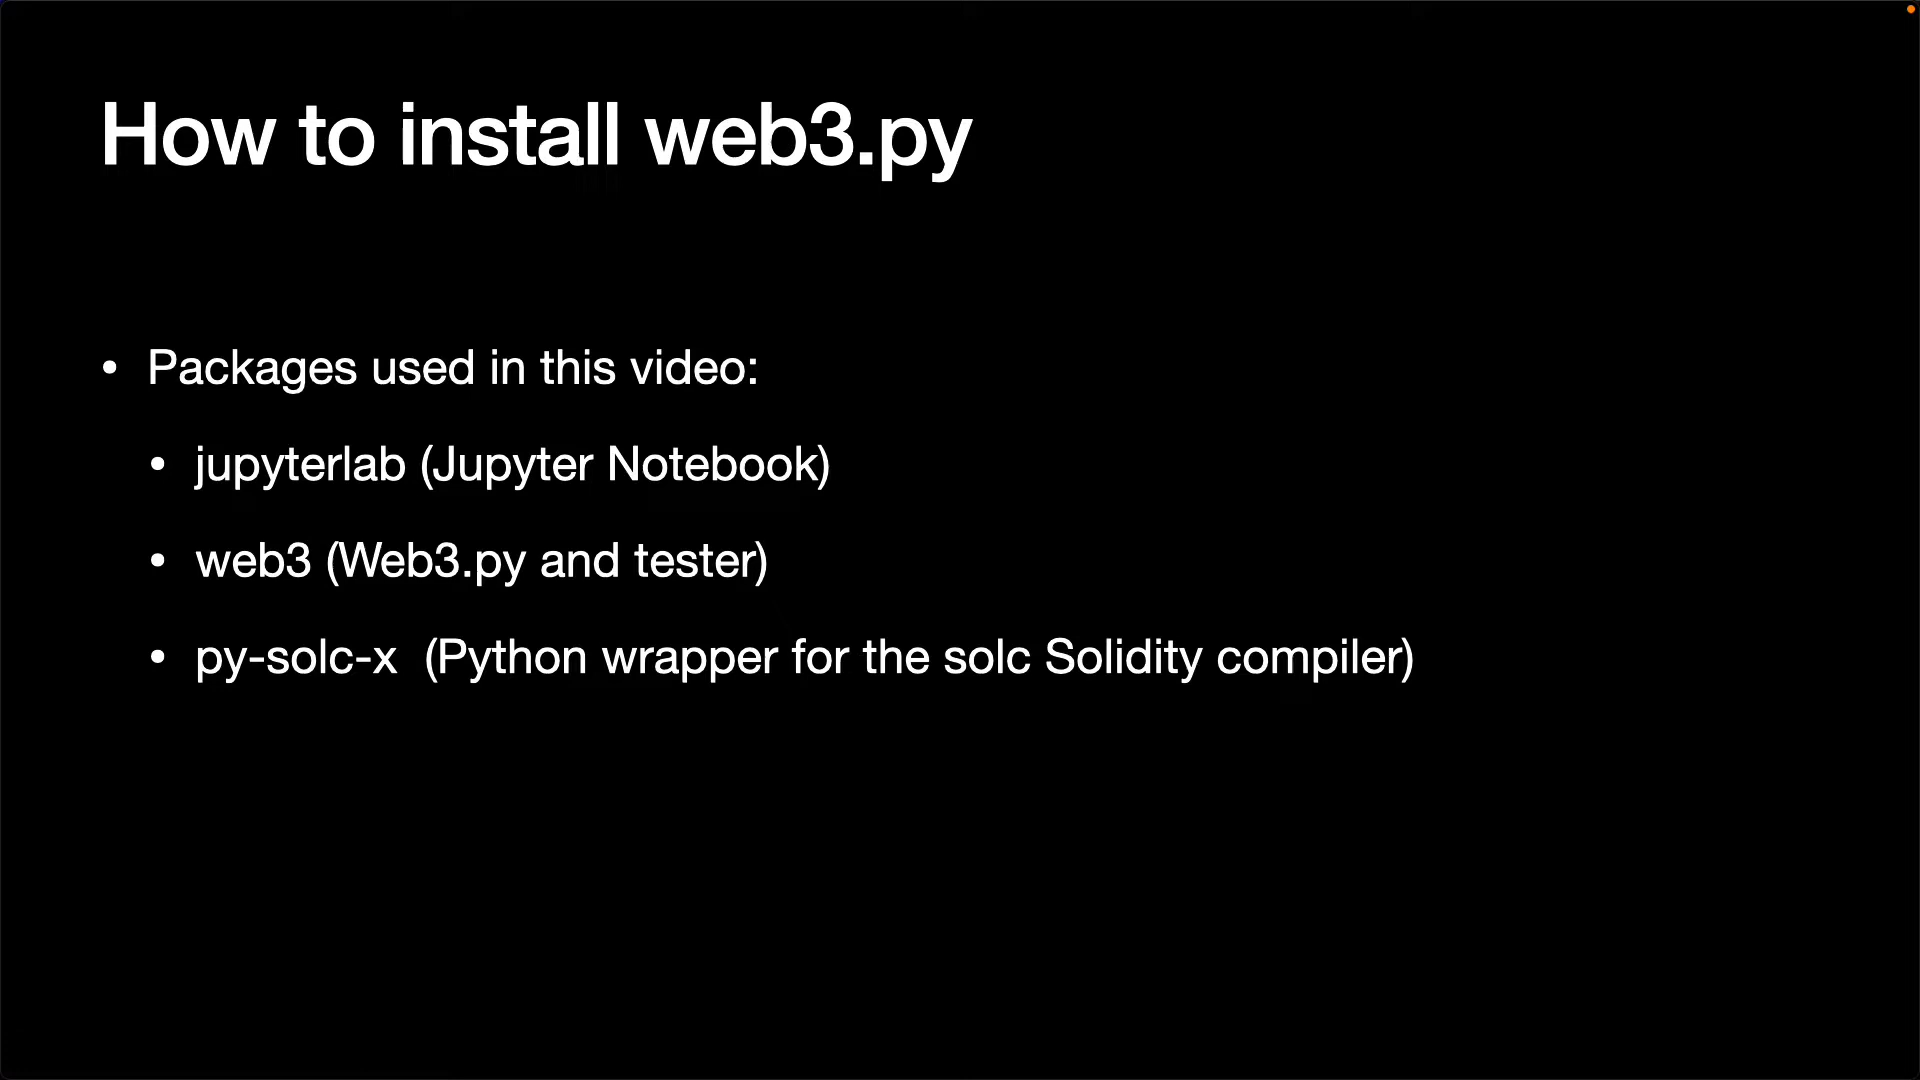 How to install web3.py
• Packages used in this video:
• jupyterlab (Jupyter Notebook)
• web3 (Web3.py and tester)
• py-solc-x  (Python wrapper for the solc Solidity compiler)